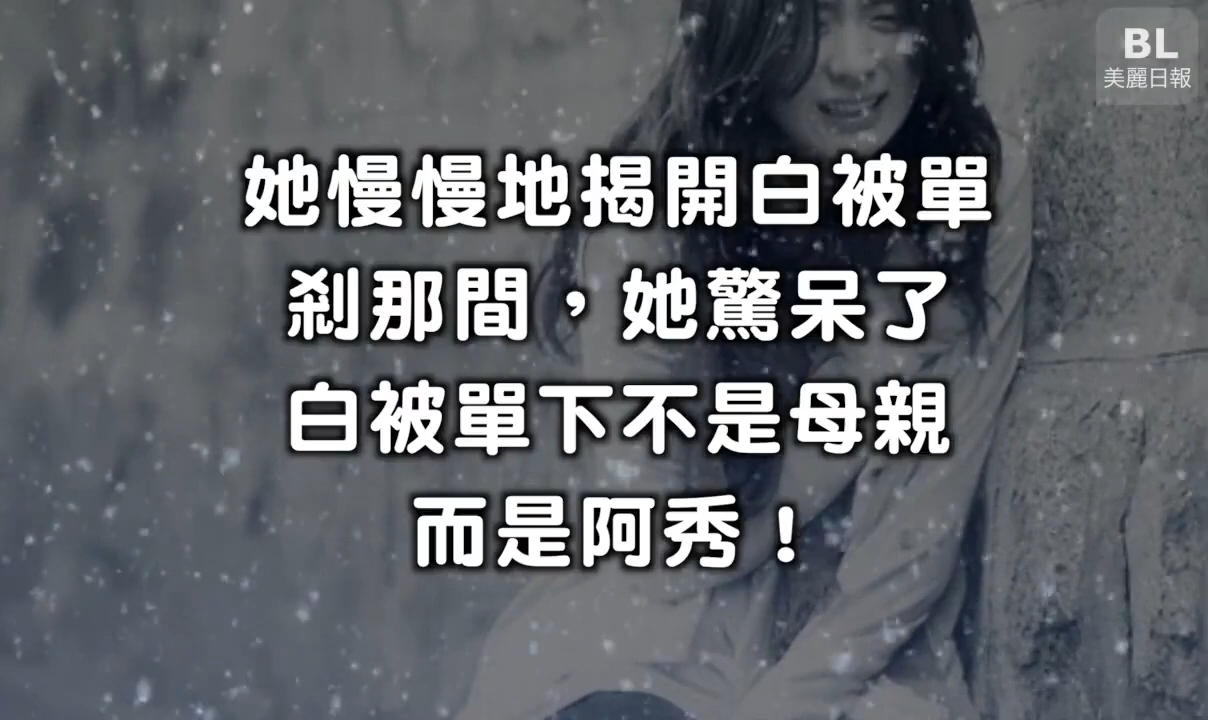 BL
美麗日報
她慢慢地揭開白被單
剎那間，她驚呆了
白被單下不是母親
而是阿秀！